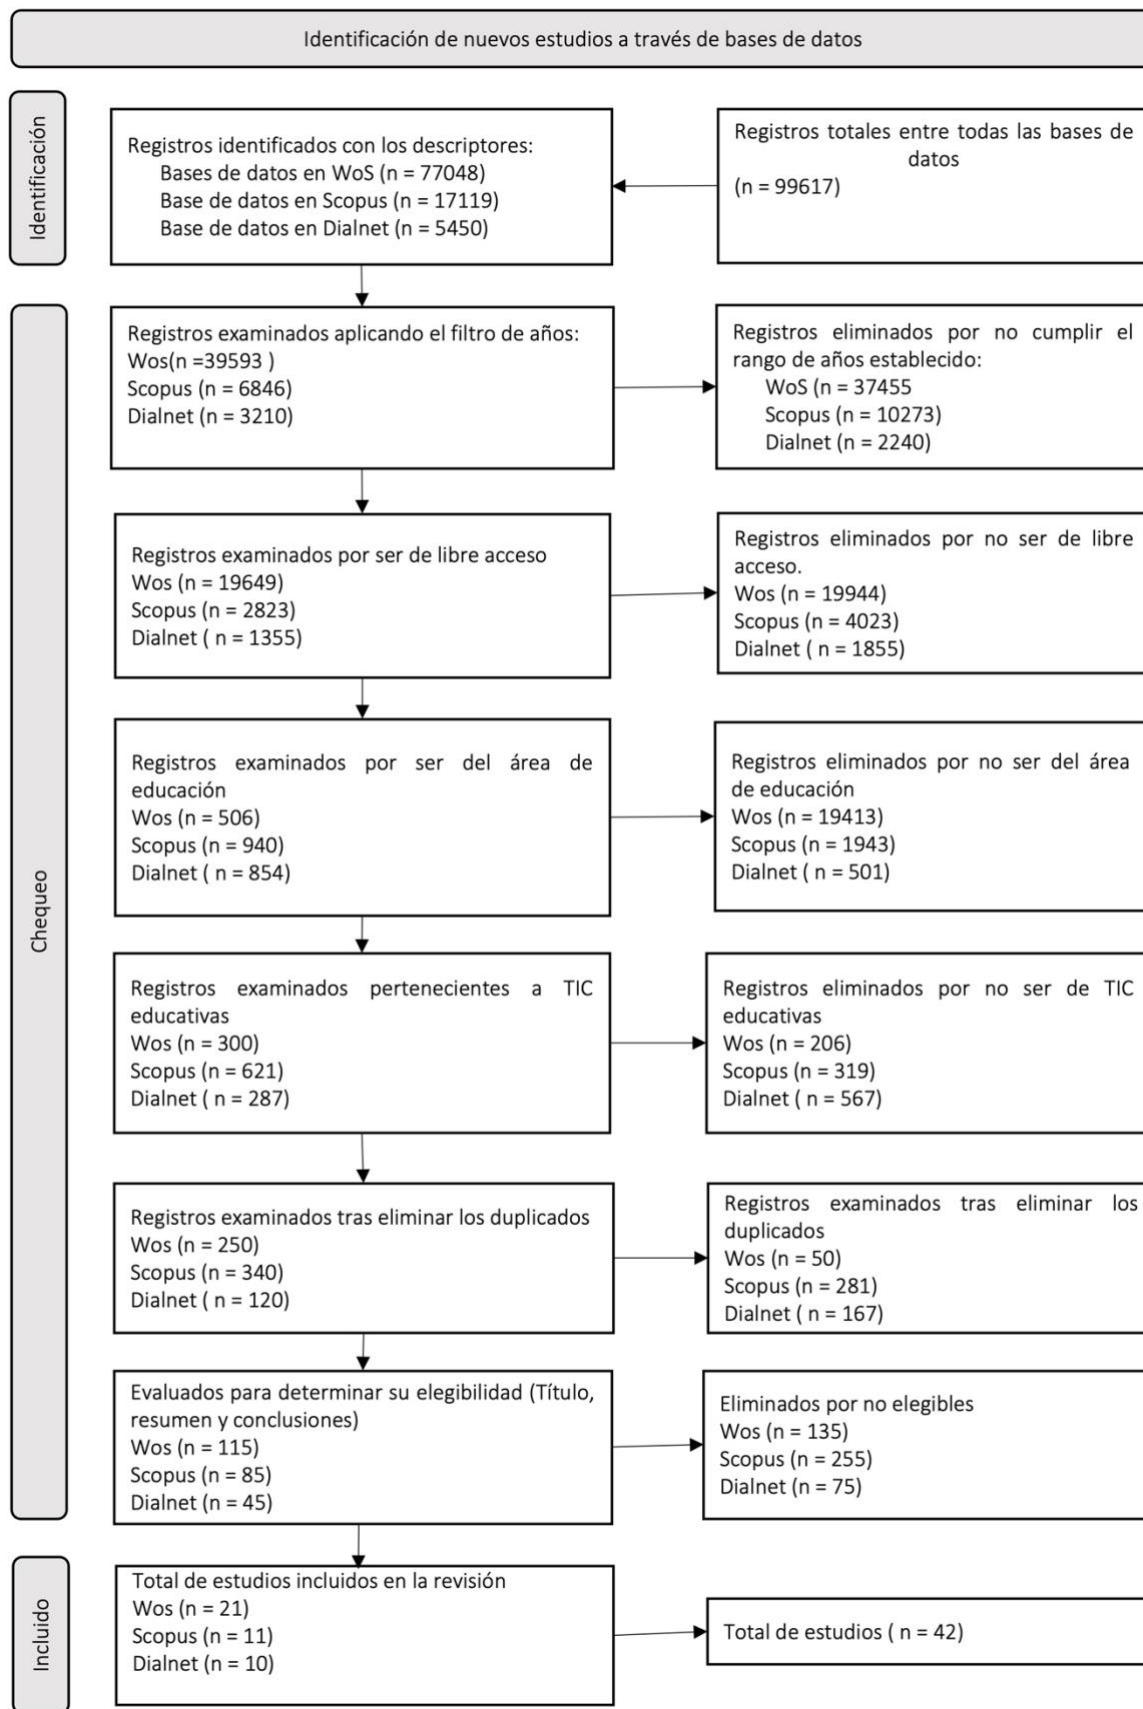 Identificación de nuevos estudios a través de bases de datos
Identificación
Registros identificados con los descriptores:
Bases de datos en WoS (n = 77048)
Base de datos en Scopus (n = 17119)
Base de datos en Dialnet (n = 5450)
Registros totales entre todas las bases de
datos
(n = 99617)
Chequeo
Registros examinados aplicando el filtro de años:
Wos(n =39593 )
Scopus (n = 6846)
Dialnet (n = 3210)
Registros eliminados por no cumplir el
rango de años establecido:
WoS (n = 37455
Scopus (n = 10273)
Dialnet (n = 2240)
Registros examinados por ser de libre acceso
Wos (n = 19649)
Scopus (n = 2823)
Dialnet ( n = 1355)
Registros eliminados por no ser de libre
acceso.
Wos (n = 19944)
Scopus (n = 4023)
Dialnet ( n = 1855)
Registros examinados por ser del área de
educación
Wos (n = 506)
Scopus (n = 940)
Dialnet ( n = 854)
Registros eliminados por no ser del área
de educación
Wos (n = 19413)
Scopus (n = 1943)
Dialnet ( n = 501)
Registros examinados pertenecientes a TIC
educativas
Wos (n = 300)
Scopus (n = 621)
Dialnet ( n = 287)
Registros eliminados por no ser de TIC
educativas
Wos (n = 206)
Scopus (n = 319)
Dialnet ( n = 567)
Registros examinados tras eliminar los duplicados
Wos (n = 250)
Scopus (n = 340)
Dialnet ( n = 120)
Registros examinados tras eliminar los
duplicados
Wos (n = 50)
Scopus (n = 281)
Dialnet ( n = 167)
Evaluados para determinar su elegibilidad (Título,
resumen y conclusiones)
Wos (n = 115)
Scopus (n = 85)
Dialnet (n = 45)
Eliminados por no elegibles
Wos (n = 135)
Scopus (n = 255)
Dialnet (n = 75)
Incluido
Total de estudios incluidos en la revisión
Wos (n = 21)
Scopus (n = 11)
Dialnet (n = 10)
Total de estudios ( n = 42)